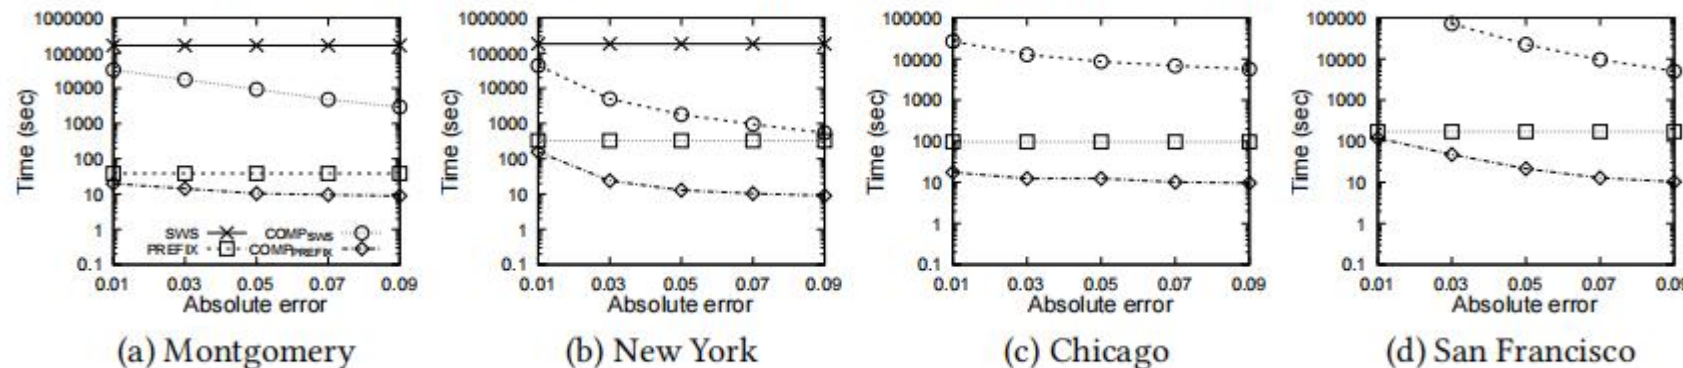 1000000
100000
10000
1000
100
10
1
0.1
Time (sec)
SWS
COMPSWS
PREFIX
COMPPREFIX
0.01 0.03 0.05 0.07 0.09
Absolute error
(a) Montgomery
1000000
100000
10000
1000
100
10
1
0.1
Time (sec)
0.01 0.03 0.05 0.07 0.09
Absolute error
(b) New York
100000
10000
1000
100
10
1
0.1
Time (sec)
0.01 0.03 0.05 0.07 0.09
Absolute error
(c) Chicago
100000
10000
1000
100
10
1
0.1
Time (sec)
0.01 0.03 0.05 0.07 0.09
Absolute error
(d) San Francisco